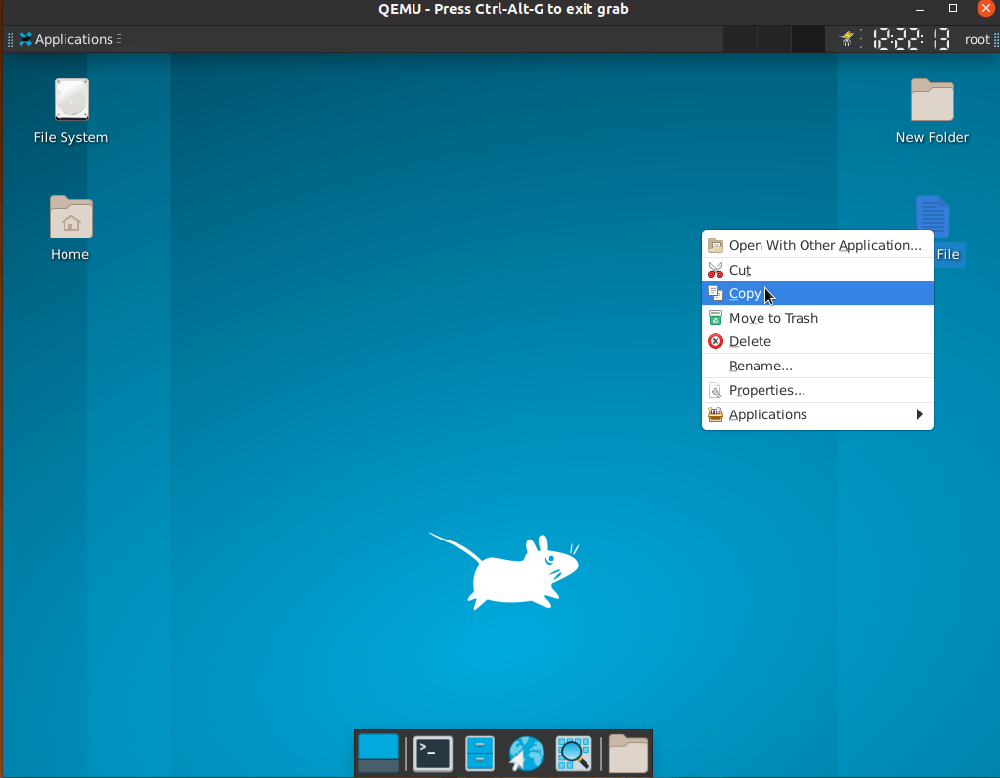 QEMU - Press Ctrl-Alt-G to exit grab
Applications
12:22:13
root
File System
New Folder
Home
File
Open With Other Application...
Cut
Copy
Move to Trash
Delete
Rename...
Properties...
Applications
>_